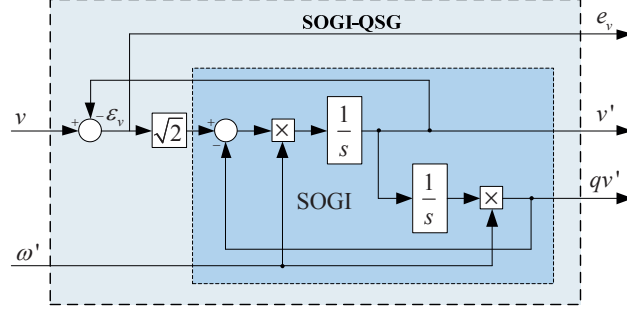 SOGI-QSG
e_v
v
+
−
ε_v
√2
+
−
×
1/s
v'
1/s
×
qv'
SOGI
ω'